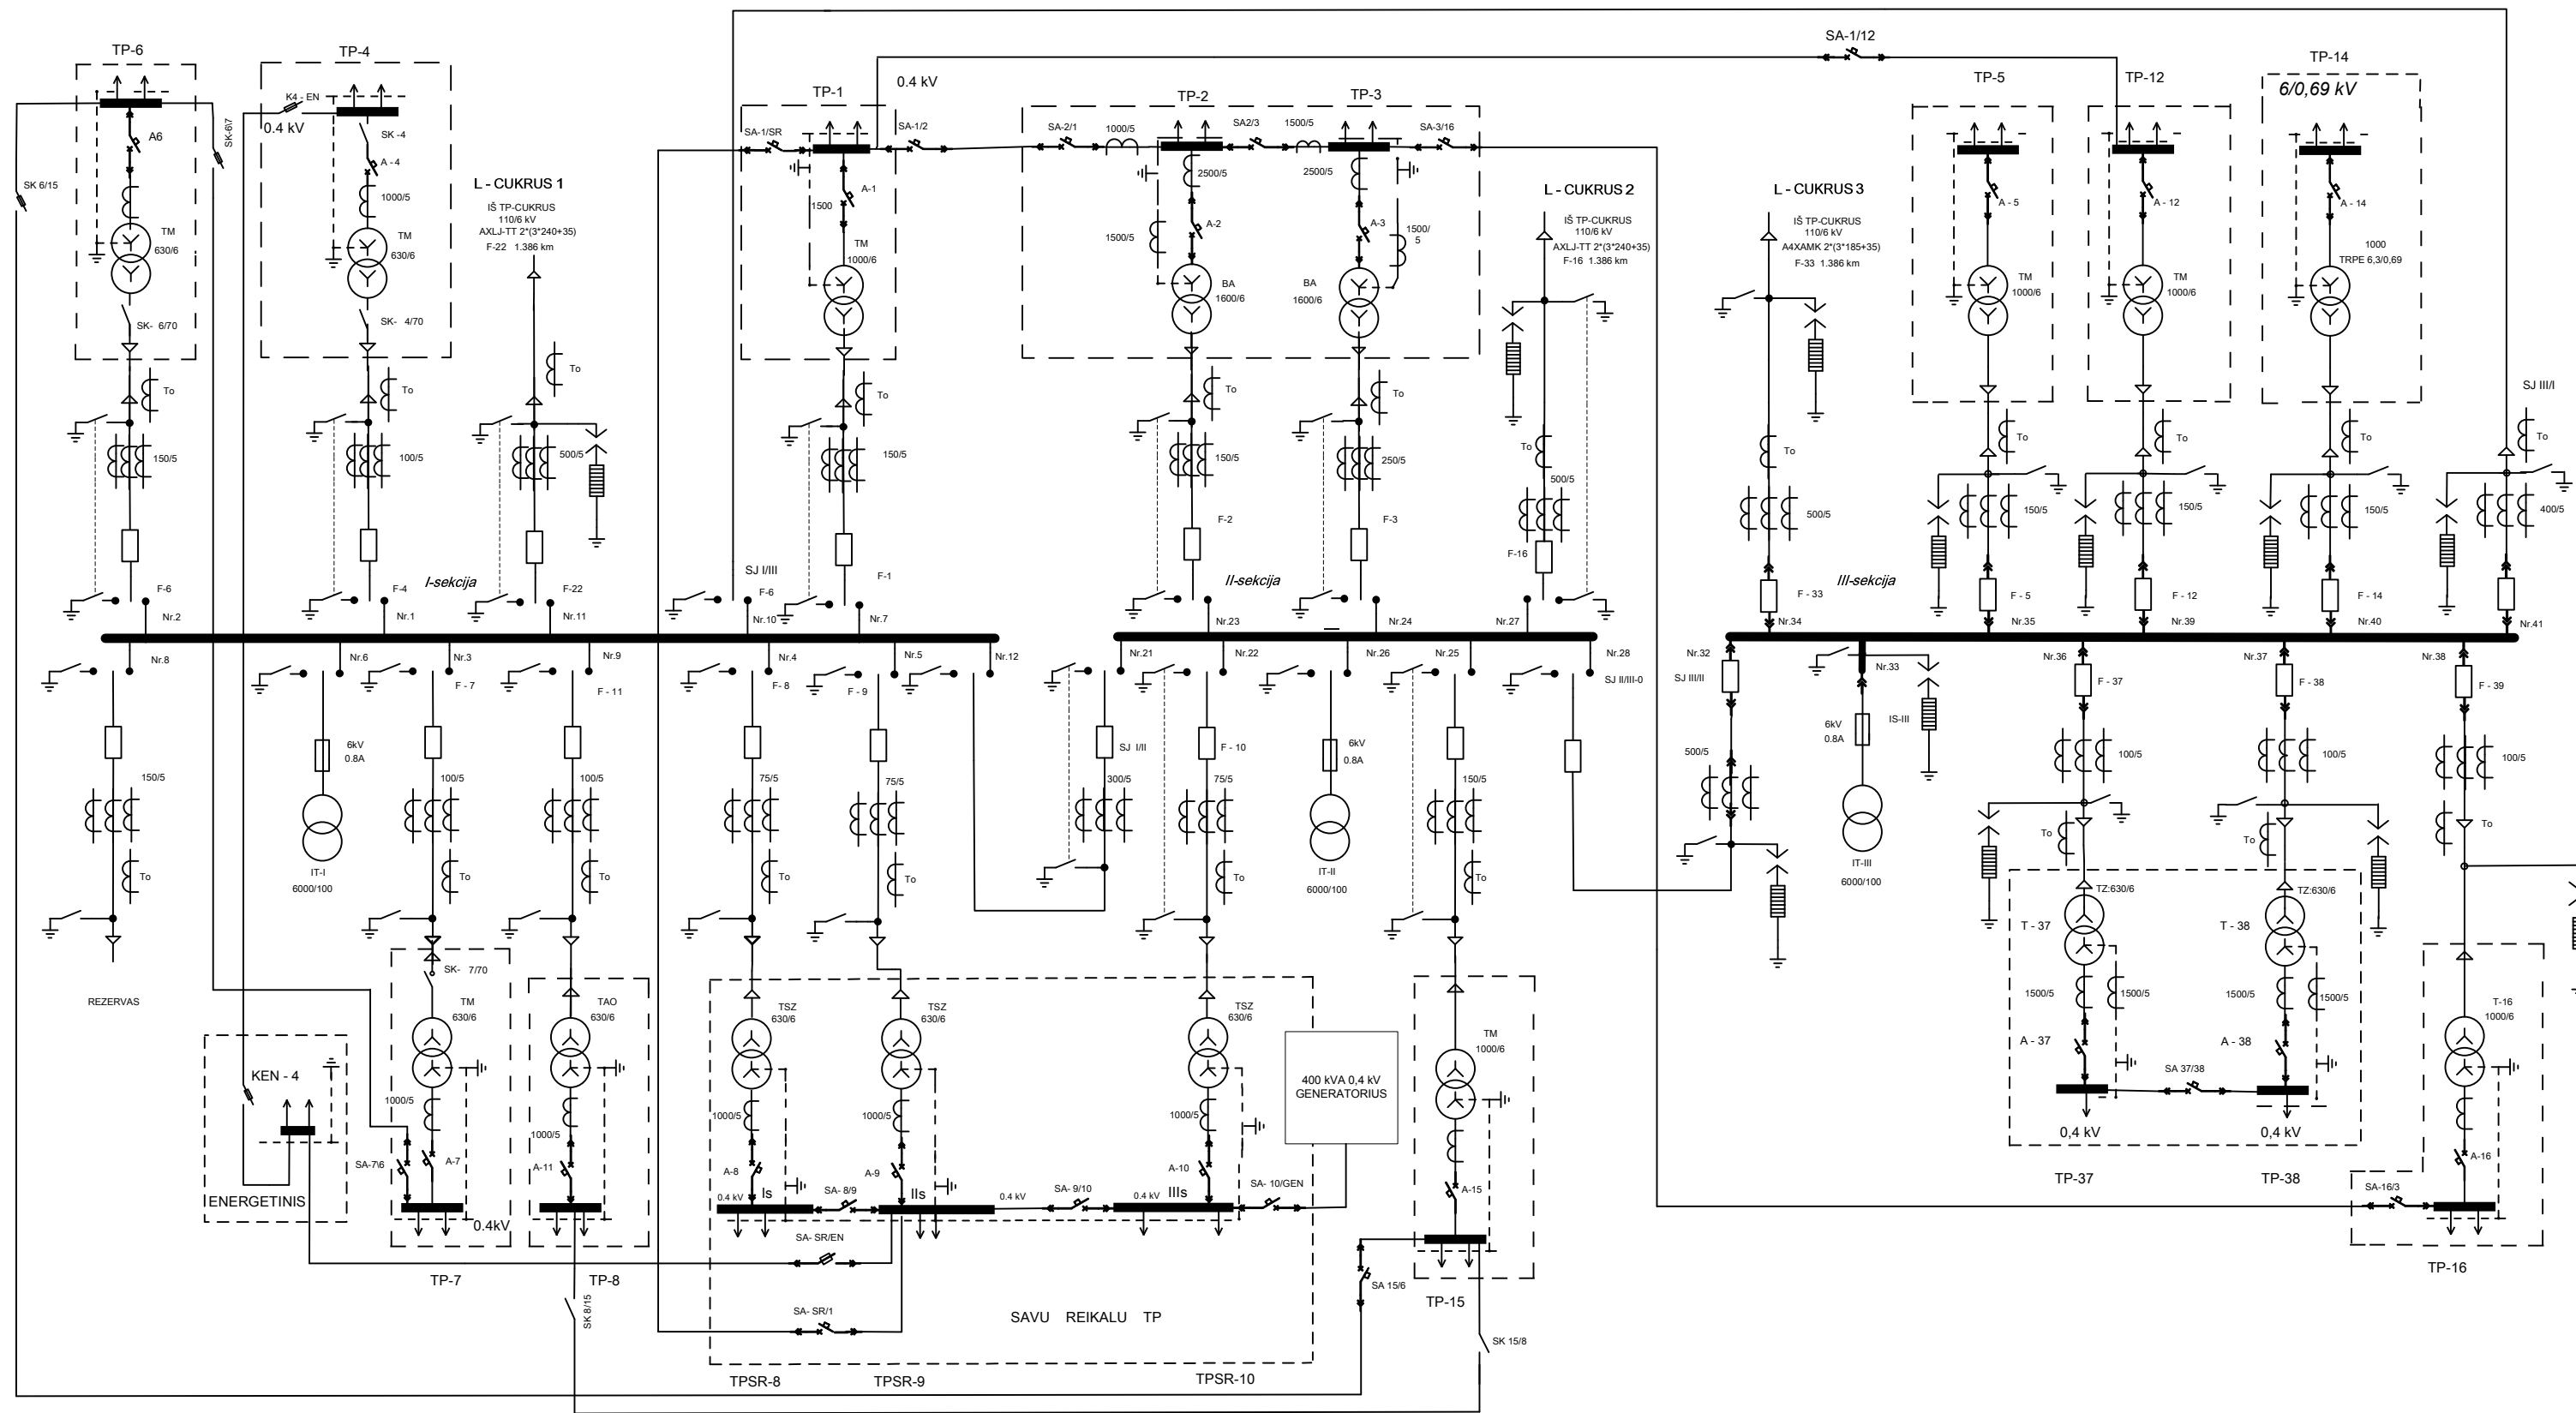 SA-1/12
TP-6
TP-4
TP-1
0.4 kV
TP-2
TP-3
TP-5
TP-12
TP-14
6/0,69 kV
K4 - EN
0.4 kV
A6
SK-6\7
SK -4
A - 4
SA-1/SR
SA-1/2
SA-2/1
1000/5
SA2/3
1500/5
SA-3/16
SK 6/15
1000/5
L - CUKRUS 1
IŠ TP-CUKRUS
110/6 kV
AXLJ-TT 2*(3*240+35)
F-22 1.386 km
A-1
1500
2500/5
2500/5
L - CUKRUS 2
IŠ TP-CUKRUS
110/6 kV
AXLJ-TT 2*(3*240+35)
F-16 1.386 km
L - CUKRUS 3
IŠ TP-CUKRUS
110/6 kV
A4XAMK 2*(3*185+35)
F-33 1.386 km
A - 5
A - 12
A - 14
TM
630/6
TM
630/6
TM
1000/6
1500/5
A-2
A-3
1500/
5
BA
1600/6
BA
1600/6
TM
1000/6
TM
1000/6
1000
TRPE 6,3/0,69
SK- 6/70
SK- 4/70
To
To
To
To
To
To
To
To
To
To
To
SJ III/I
To
150/5
100/5
500/5
150/5
150/5
250/5
500/5
500/5
150/5
150/5
150/5
400/5
F-2
F-3
F-16
F-6
F-4
I-sekcija
F-22
SJ I/III
F-6
F-1
II-sekcija
III-sekcija
F - 33
F - 5
F - 12
F - 14
Nr.2
Nr.1
Nr.11
Nr.10
Nr.7
Nr.23
Nr.24
Nr.27
Nr.34
Nr.35
Nr.39
Nr.40
Nr.41
Nr.8
Nr.6
Nr.3
Nr.9
Nr.4
Nr.5
Nr.12
Nr.21
Nr.22
Nr.26
Nr.25
Nr.28
Nr.32
Nr.33
Nr.36
Nr.37
Nr.38
F - 7
F - 11
F- 8
F - 9
SJ II/III-0
SJ III/II
F - 37
F - 38
F - 39
6kV
0.8A
SJ I/II
F - 10
6kV
0.8A
6kV
0.8A
IS-III
150/5
100/5
100/5
75/5
75/5
300/5
75/5
150/5
500/5
100/5
100/5
100/5
To
To
To
To
To
To
To
To
To
To
IT-I
6000/100
IT-II
6000/100
IT-III
6000/100
TZ:630/6
TZ:630/6
T - 37
T - 38
REZERVAS
SK- 7/70
TM
630/6
TAO
630/6
TSZ
630/6
TSZ
630/6
TSZ
630/6
TM
1000/6
1500/5
1500/5
1500/5
1500/5
T-16
1000/6
A - 37
A - 38
SA 37/38
0,4 kV
0,4 kV
TP-37
TP-38
KEN - 4
ENERGETINIS
1000/5
1000/5
1000/5
1000/5
1000/5
400 kVA 0,4 kV
GENERATORIUS
SA-7\6
A-7
A-11
A-8
A-9
A-10
A-15
A-16
0.4 kV
Is
SA- 8/9
IIs
0.4 kV
SA- 9/10
0.4 kV
IIIs
SA- 10/GEN
SA-16/3
0.4kV
SA- SR/EN
TP-7
TP-8
SK 8/15
SA- SR/1
SAVU REIKALU TP
SA 15/6
TP-15
SK 15/8
TP-16
TPSR-8
TPSR-9
TPSR-10